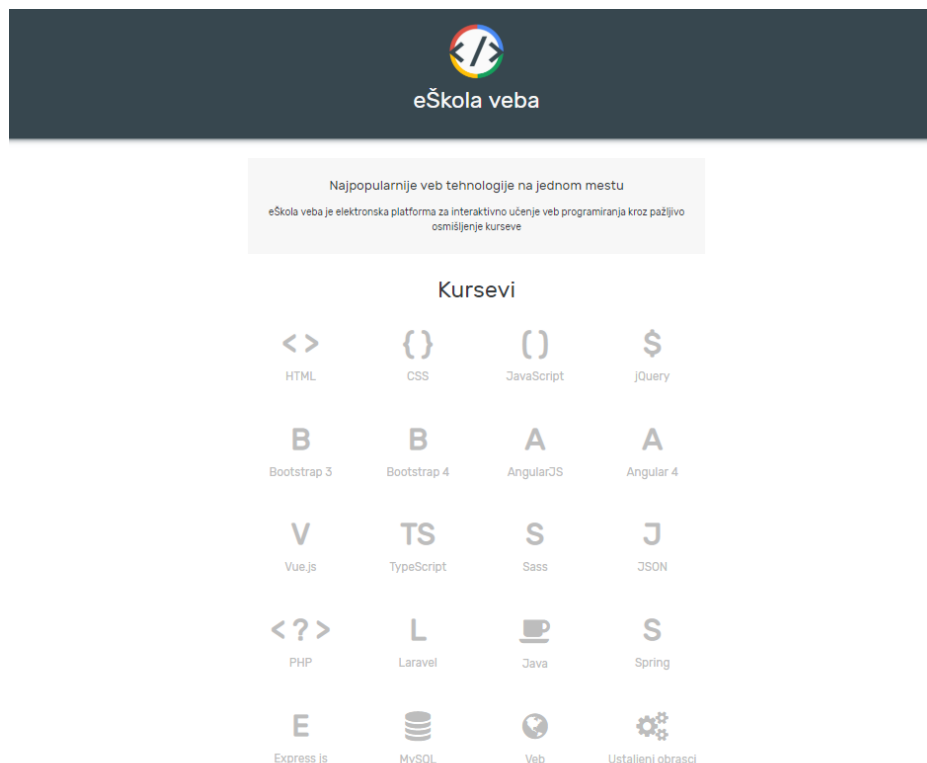 </>
eŠkola veba
Najpopularnije veb tehnologije na jednom mestu
eŠkola veba je elektronska platforma za interaktivno učenje veb programiranja kroz pažljivo
osmišljenje kurseve
Kursevi
< > { } ( ) $
HTML CSS JavaScript jQuery
B B A A
Bootstrap 3 Bootstrap 4 AngularJS Angular 4
V TS S J
Vue.js TypeScript Sass JSON
< ? > L S
PHP Laravel Java Spring
E
Express js MySQL Veb Ustaljeni obrasci